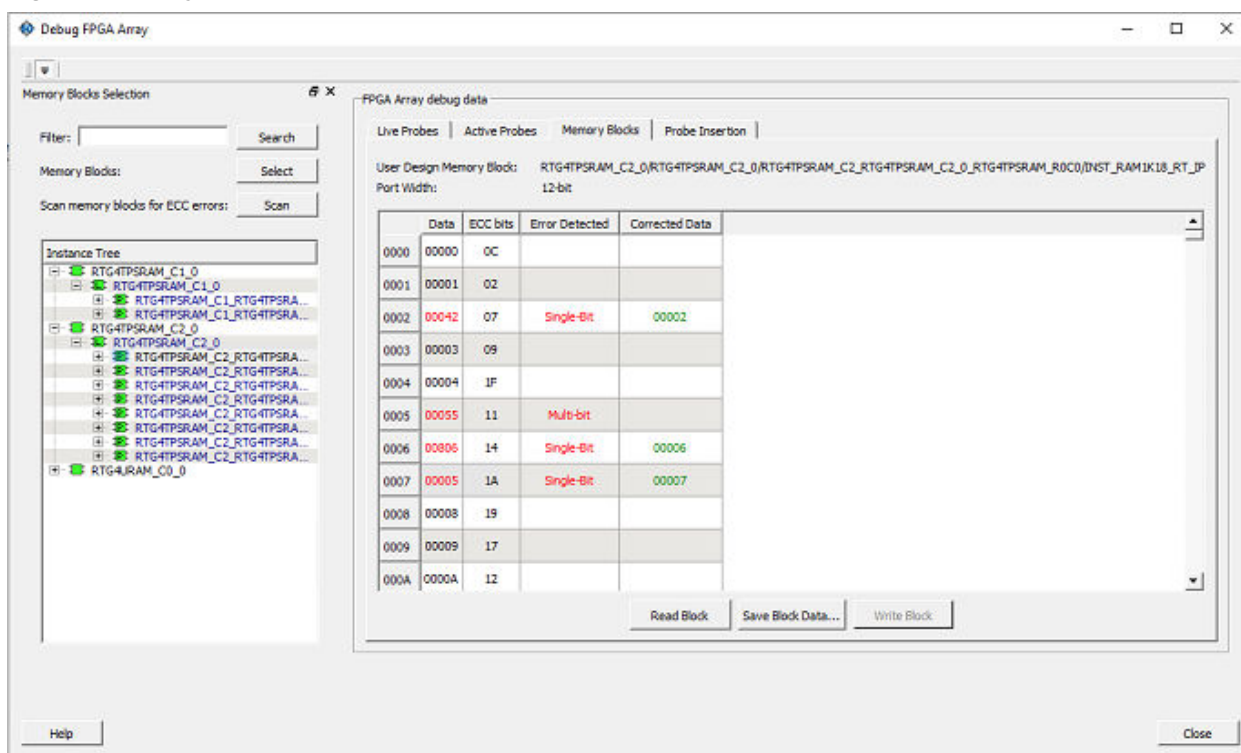 Debug FPGA Array
Memory Blocks Selection
Filter: Search
Memory Blocks: Select
Scan memory blocks for ECC errors: Scan
Instance Tree
RTG4TPSRAM_C1_0
RTG4TPSRAM_C1_0
RTG4TPSRAM_C1_RTG4TPSRA...
RTG4TPSRAM_C1_RTG4TPSRA...
RTG4TPSRAM_C2_0
RTG4TPSRAM_C2_0
RTG4TPSRAM_C2_RTG4TPSRA...
RTG4TPSRAM_C2_RTG4TPSRA...
RTG4TPSRAM_C2_RTG4TPSRA...
RTG4TPSRAM_C2_RTG4TPSRA...
RTG4TPSRAM_C2_RTG4TPSRA...
RTG4TPSRAM_C2_RTG4TPSRA...
RTG4TPSRAM_C2_RTG4TPSRA...
RTG4TPSRAM_C2_RTG4TPSRA...
RTG4URAM_C0_0
FPGA Array debug data
Live Probes Active Probes Memory Blocks Probe Insertion
User Design Memory Block: RTG4TPSRAM_C2_0/RTG4TPSRAM_C2_0/RTG4TPSRAM_C2_RTG4TPSRAM_C2_0_RTG4TPSRAM_R0C0/INST_RAM1K18_RT_IP
Port Width: 12-bit
Data ECC bits Error Detected Corrected Data
0000 00000 0C
0001 00001 02
0002 00042 07 Single-Bit 00002
0003 00003 09
0004 00004 1F
0005 00055 11 Multi-bit
0006 00806 14 Single-Bit 00006
0007 00005 1A Single-Bit 00007
0008 00008 19
0009 00009 17
000A 0000A 12
Read Block Save Block Data... Write Block
Help Close